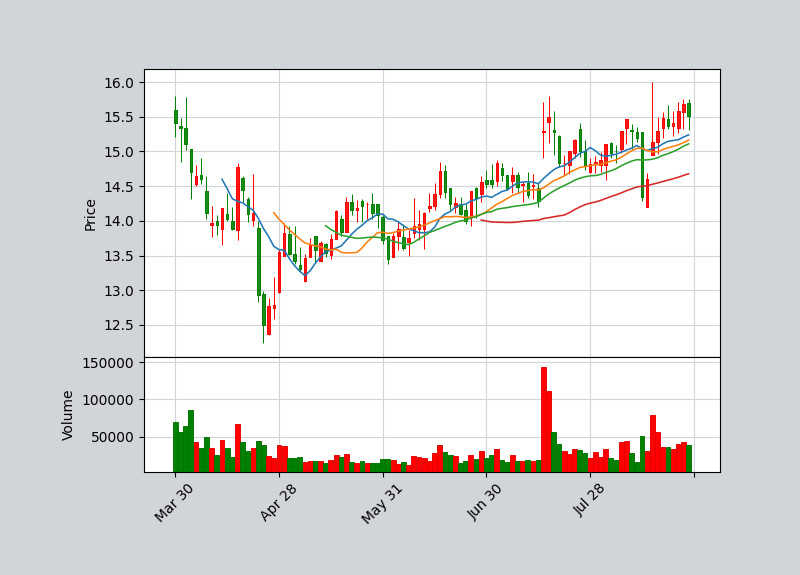 16.0
15.5
15.0
14.5
14.0
13.5
13.0
12.5
Price
150000
100000
50000
Volume
Mar 30
Apr 28
May 31
Jun 30
Jul 28